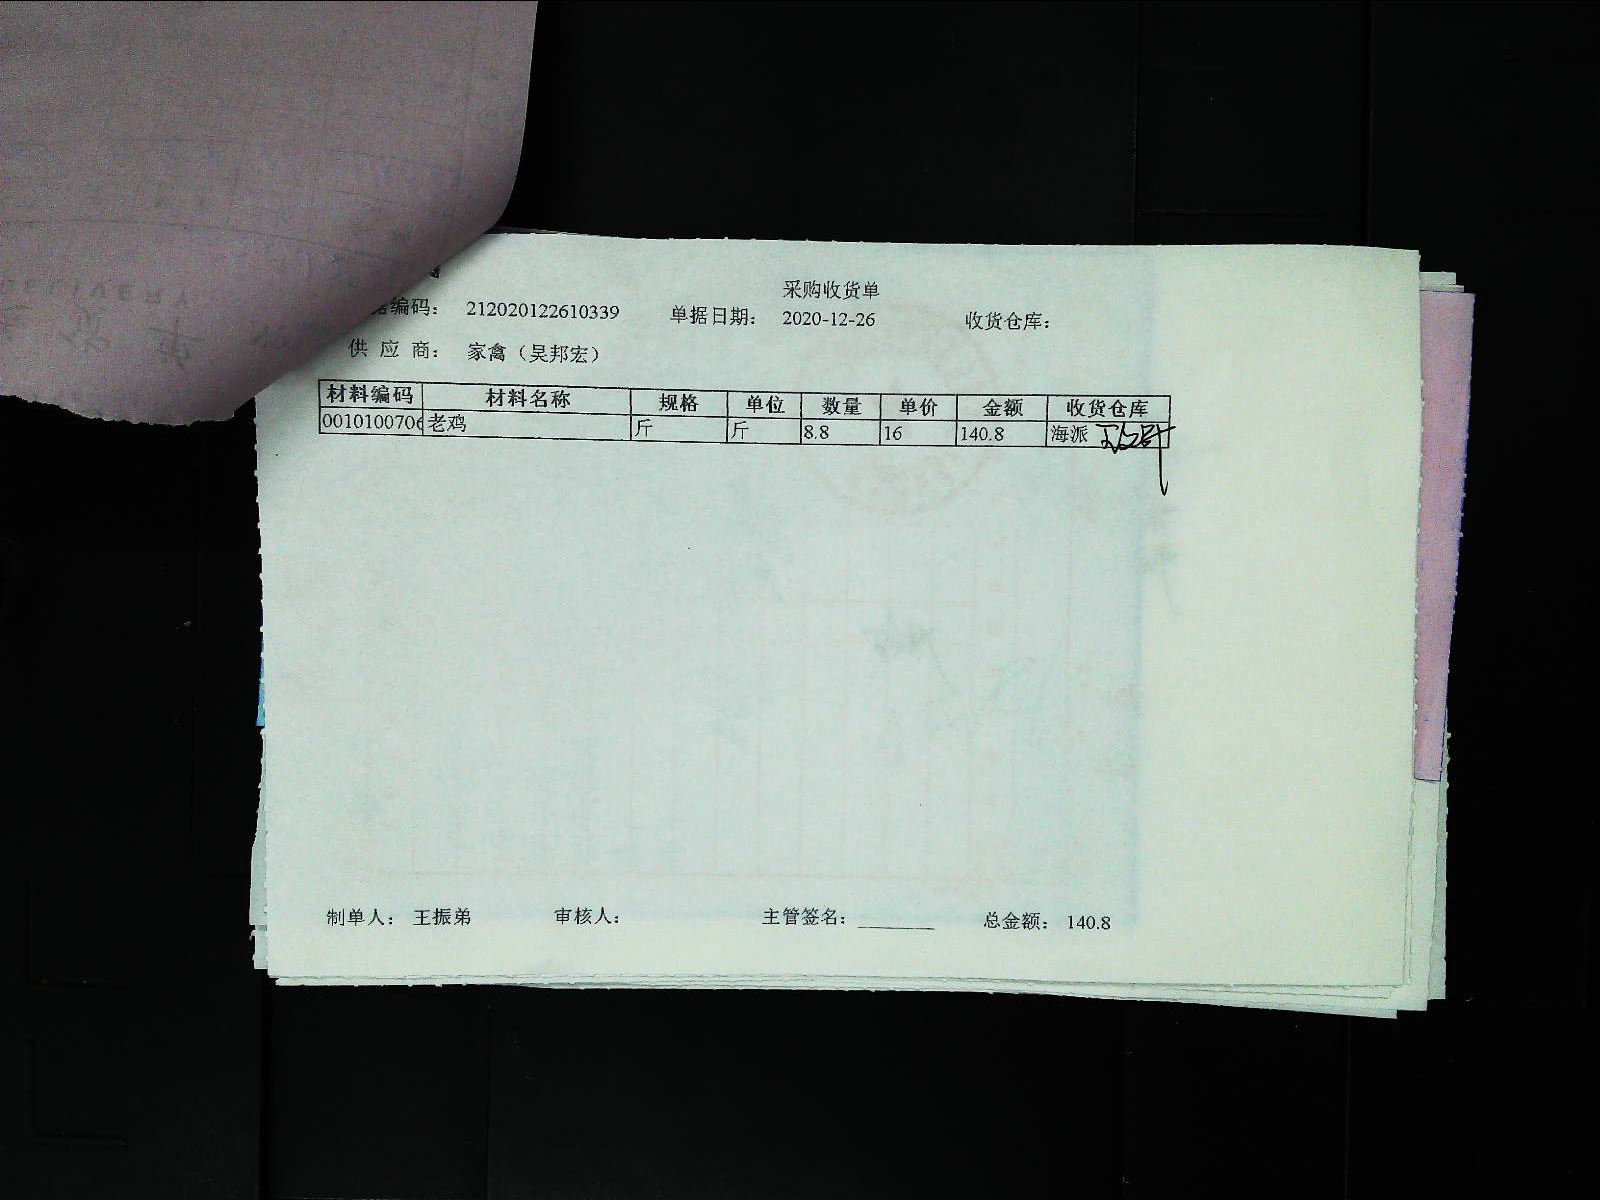 采购收货单
编码： 212020122610339 单据日期： 2020-12-26 收货仓库：
供 应 商： 家禽（吴邦宏）
材料编码 材料名称 规格 单位 数量 单价 金额 收货仓库
0010100706 老鸡 斤 斤 8.8 16 140.8 海派
制单人： 王振弟 审核人： 主管签名： 总金额： 140.8